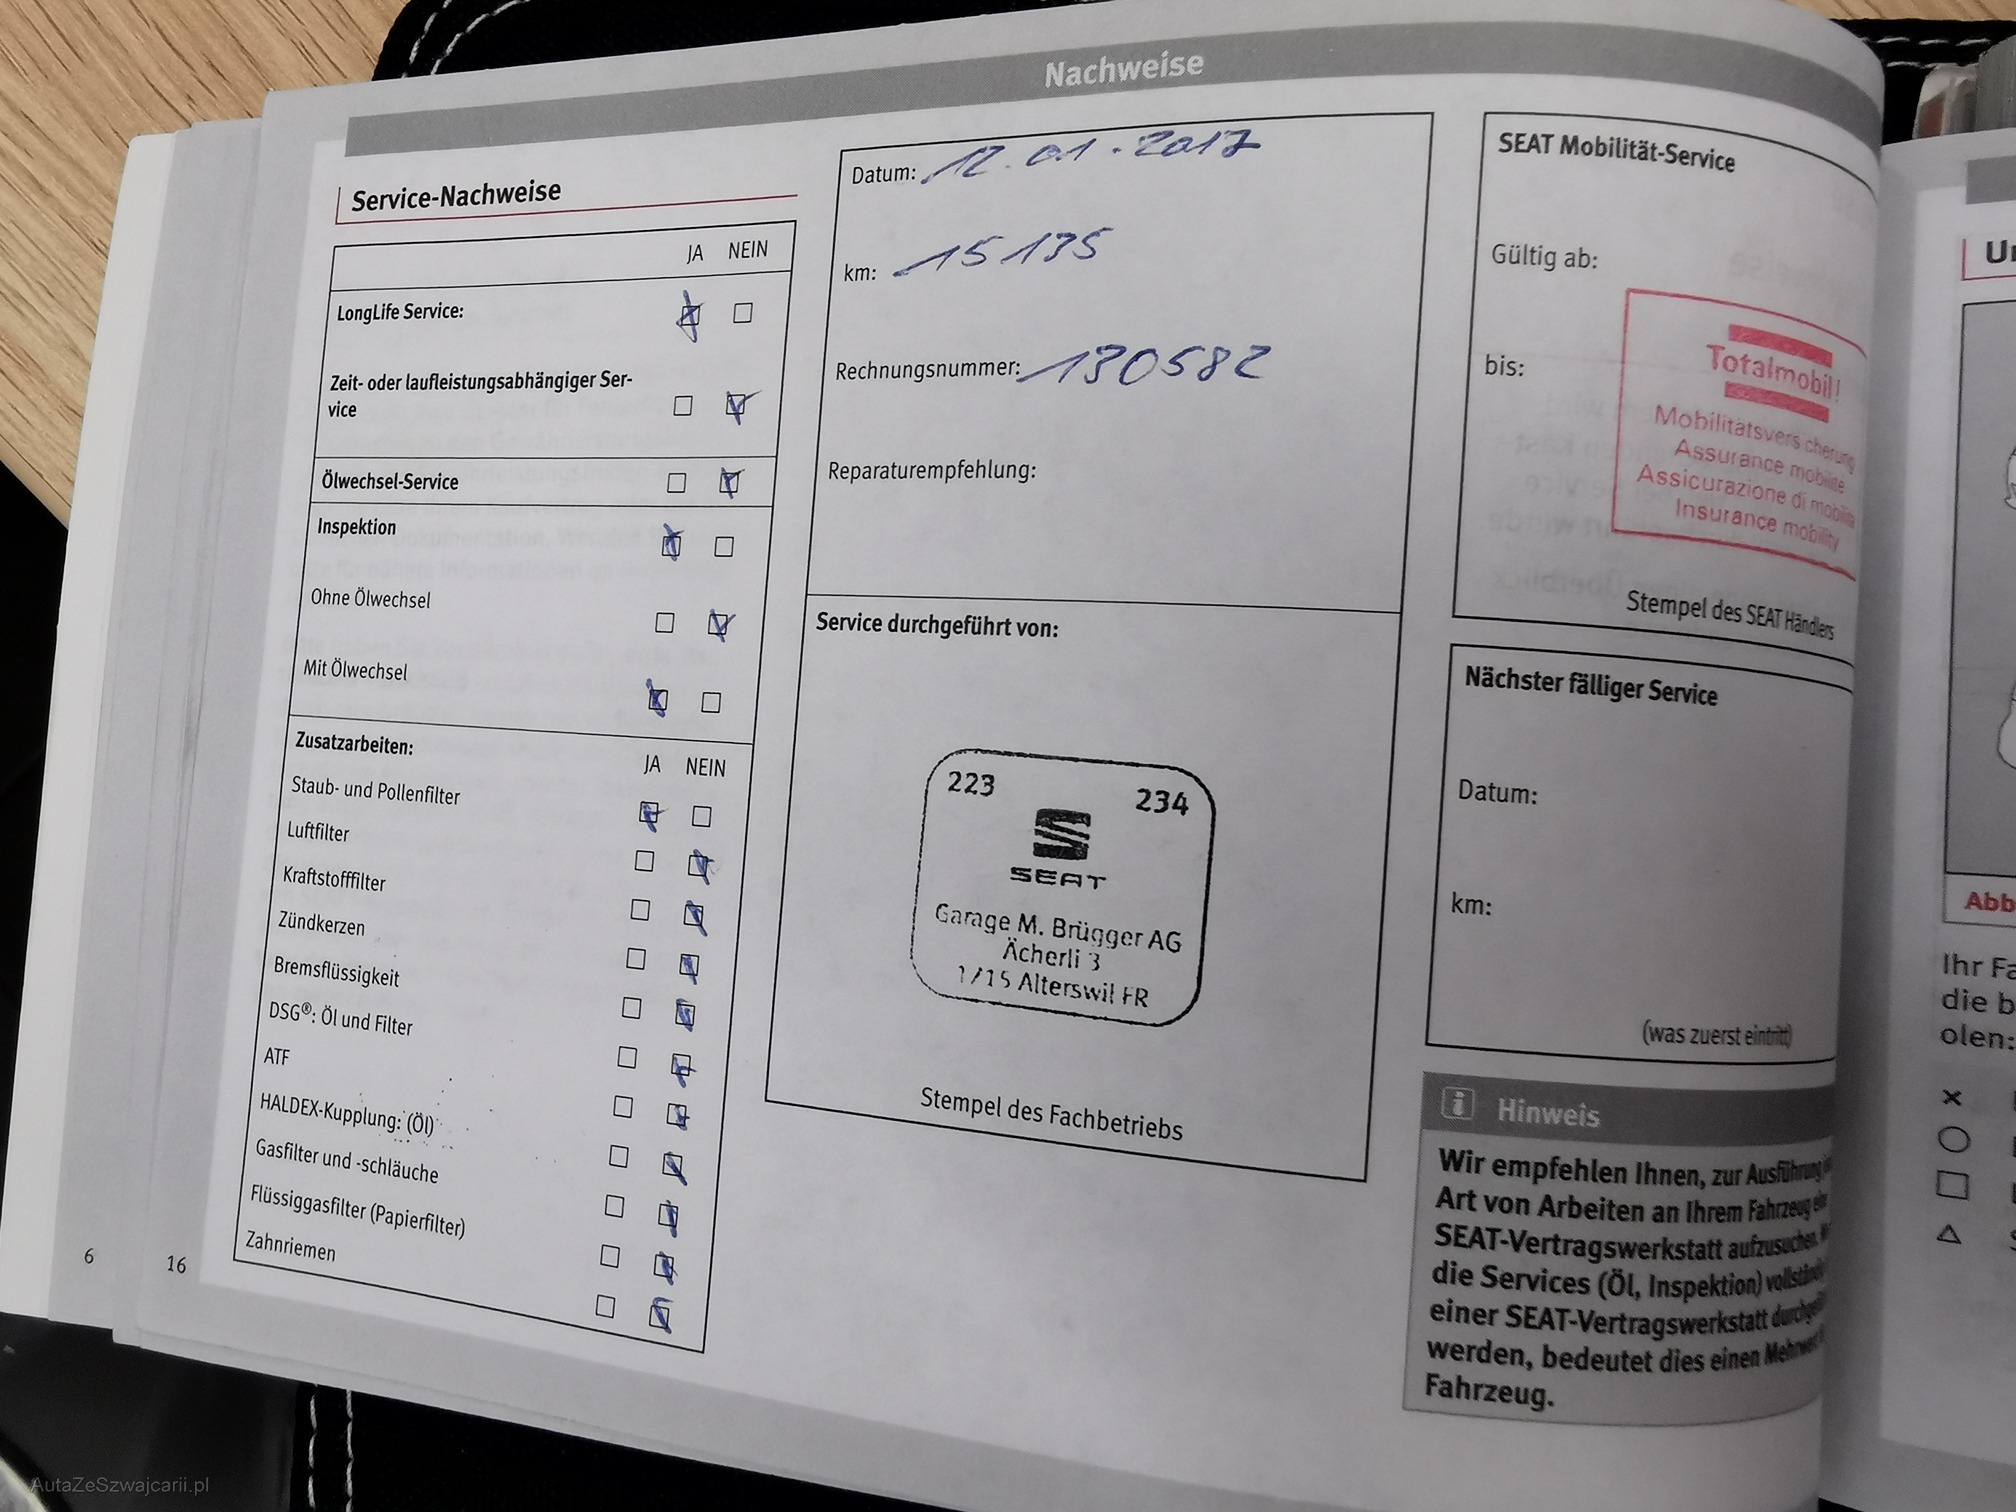 Nachweise
Service-Nachweise
JA NEIN
LongLife Service:
Zeit- oder laufleistungsabhängiger Ser-
vice
Ölwechsel-Service
Inspektion
Ohne Ölwechsel
Mit Ölwechsel
Zusatzarbeiten:
JA NEIN
Staub- und Pollenfilter
Luftfilter
Kraftstofffilter
Zündkerzen
Bremsflüssigkeit
DSG®: Öl und Filter
ATF
HALDEX-Kupplung: (Öl)
Gasfilter und -schläuche
Flüssiggasfilter (Papierfilter)
Zahnriemen
6
16
Datum: 12.01.2017
km: 15135
Rechnungsnummer: 130582
Reparaturempfehlung:
Service durchgeführt von:
223 234
SEAT
Garage M. Brügger AG
Ächerli 3
1715 Alterswil FR
Stempel des Fachbetriebs
SEAT Mobilität-Service
Gültig ab:
bis:
Totalmobil!
Mobilitätsversicherung
Assurance mobilité
Assicurazione di mobilità
Insurance mobility
Stempel des SEAT Händlers
Nächster fälliger Service
Datum:
km:
(was zuerst eintritt)
Hinweis
Wir empfehlen Ihnen, zur Ausführung
Art von Arbeiten an Ihrem Fahrzeug
SEAT-Vertragswerkstatt aufzusuchen.
die Services (Öl, Inspektion)
einer SEAT-Vertragswerkstatt
werden, bedeutet dies einen
Fahrzeug.
Abb
Ihr
die
olen:
AutaZeSzwajcarii.pl